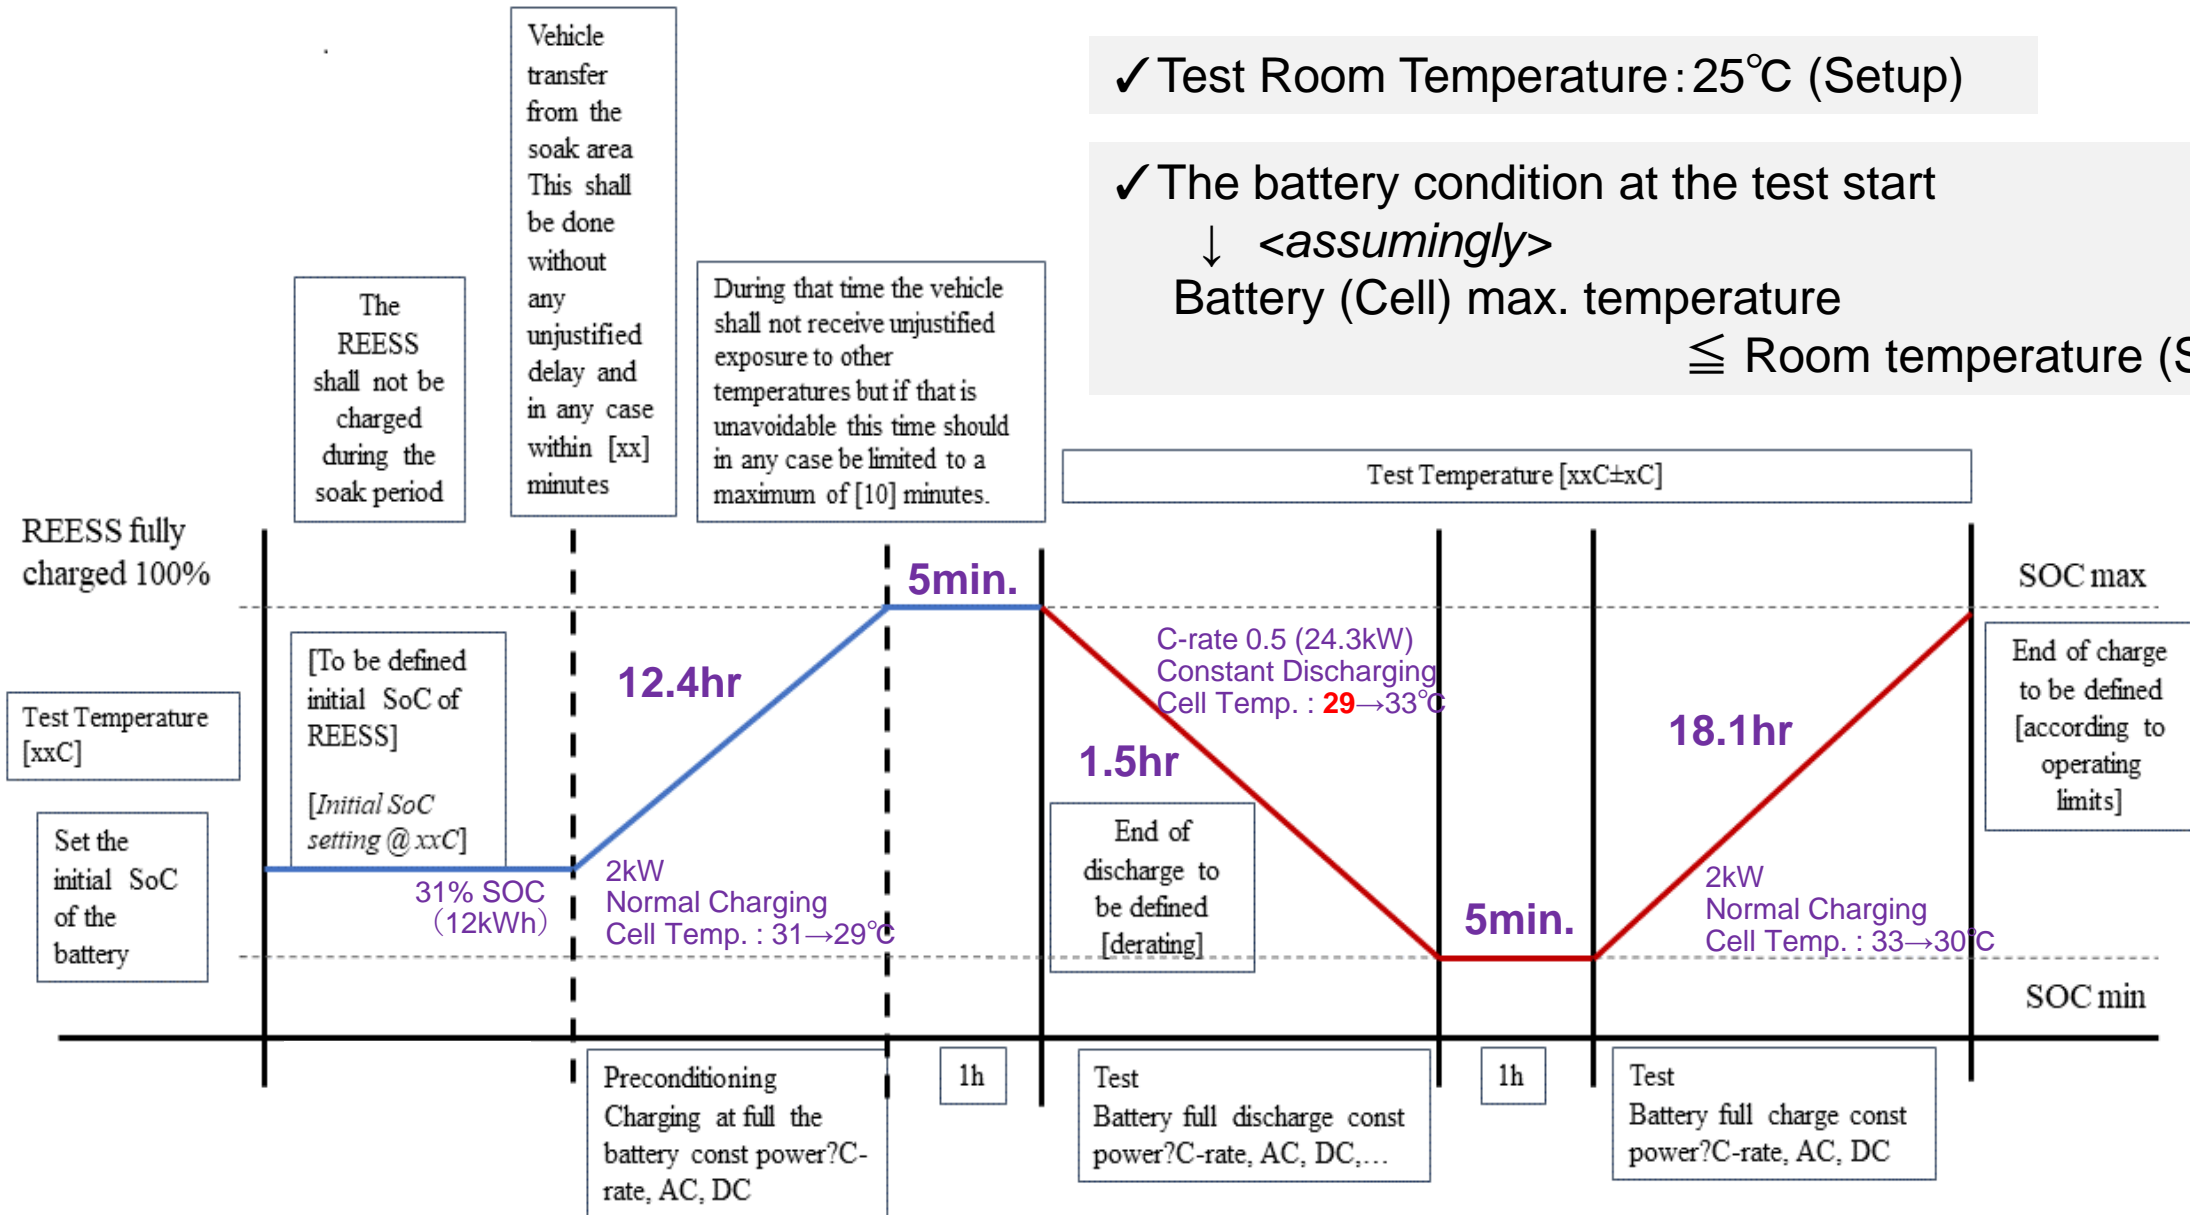 Vehicle
transfer
from the
soak area
This shall
be done
without
any
unjustified
delay and
in any case
within [xx]
minutes
✓Test Room Temperature:25℃ (Setup)
✓The battery condition at the test start
↓ <assumingly>
Battery (Cell) max. temperature
≦ Room temperature (S
The
REESS
shall not be
charged
during the
soak period
During that time the vehicle
shall not receive unjustified
exposure to other
temperatures but if that is
unavoidable this time should
in any case be limited to a
maximum of [10] minutes.
Test Temperature [xxC±xC]
REESS fully
charged 100%
5min.
SOC max
[To be defined
initial SoC of
REESS]
[Initial SoC
setting @ xxC]
12.4hr
C-rate 0.5 (24.3kW)
Constant Discharging
Cell Temp. : 29→33℃
1.5hr
18.1hr
End of charge
to be defined
[according to
operating
limits]
Test Temperature
[xxC]
Set the
initial SoC
of the
battery
31% SOC
（12kWh）
2kW
Normal Charging
Cell Temp. : 31→29℃
End of
discharge to
be defined
[derating]
5min.
2kW
Normal Charging
Cell Temp. : 33→30℃
SOC min
Preconditioning
Charging at full the
battery const power?C-
rate, AC, DC
1h
Test
Battery full discharge const
power?C-rate, AC, DC,…
1h
Test
Battery full charge const
power?C-rate, AC, DC